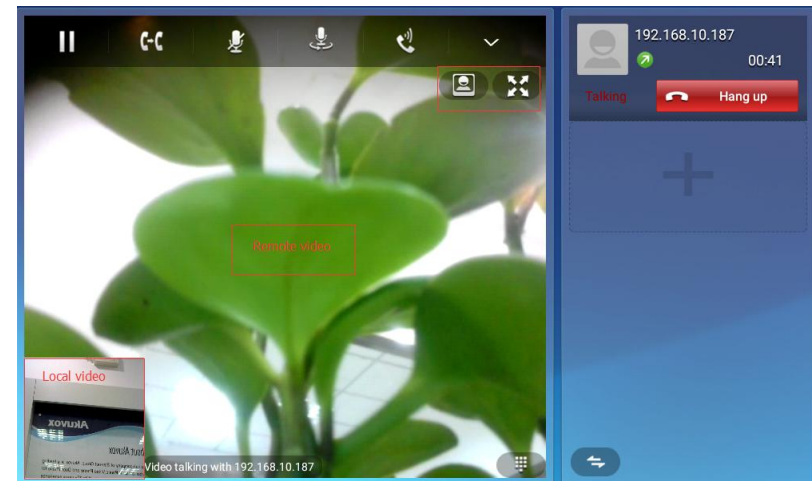 192.168.10.187
00:41
Talking
Hang up
Remote video
Local video
Akuvox
Video talking with 192.168.10.187